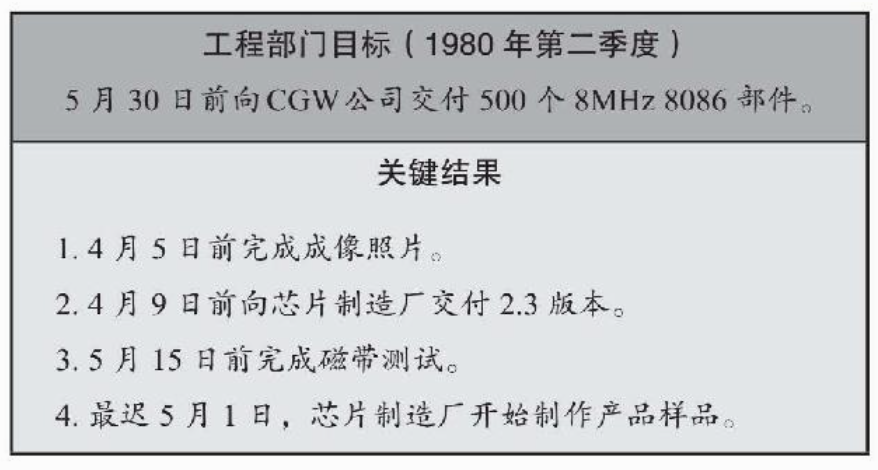 工程部门目标（1980 年第二季度）
5 月 30 日前向CGW公司交付 500 个 8MHz 8086 部件。
关键结果
1. 4 月 5 日前完成成像照片。
2. 4 月 9 日前向芯片制造厂交付 2.3 版本。
3. 5 月 15 日前完成磁带测试。
4. 最迟 5 月 1 日，芯片制造厂开始制作产品样品。